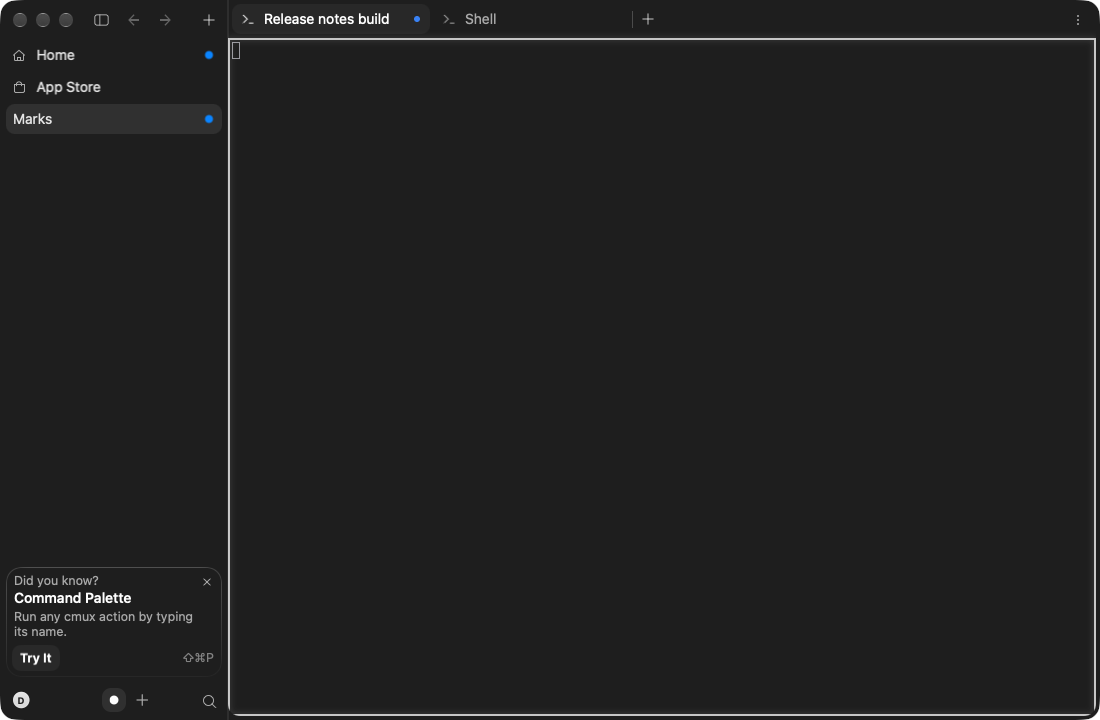 Release notes build
Shell
Home
App Store
Marks
Did you know?
Command Palette
Run any cmux action by typing
its name.
Try It
⇧⌘P
D